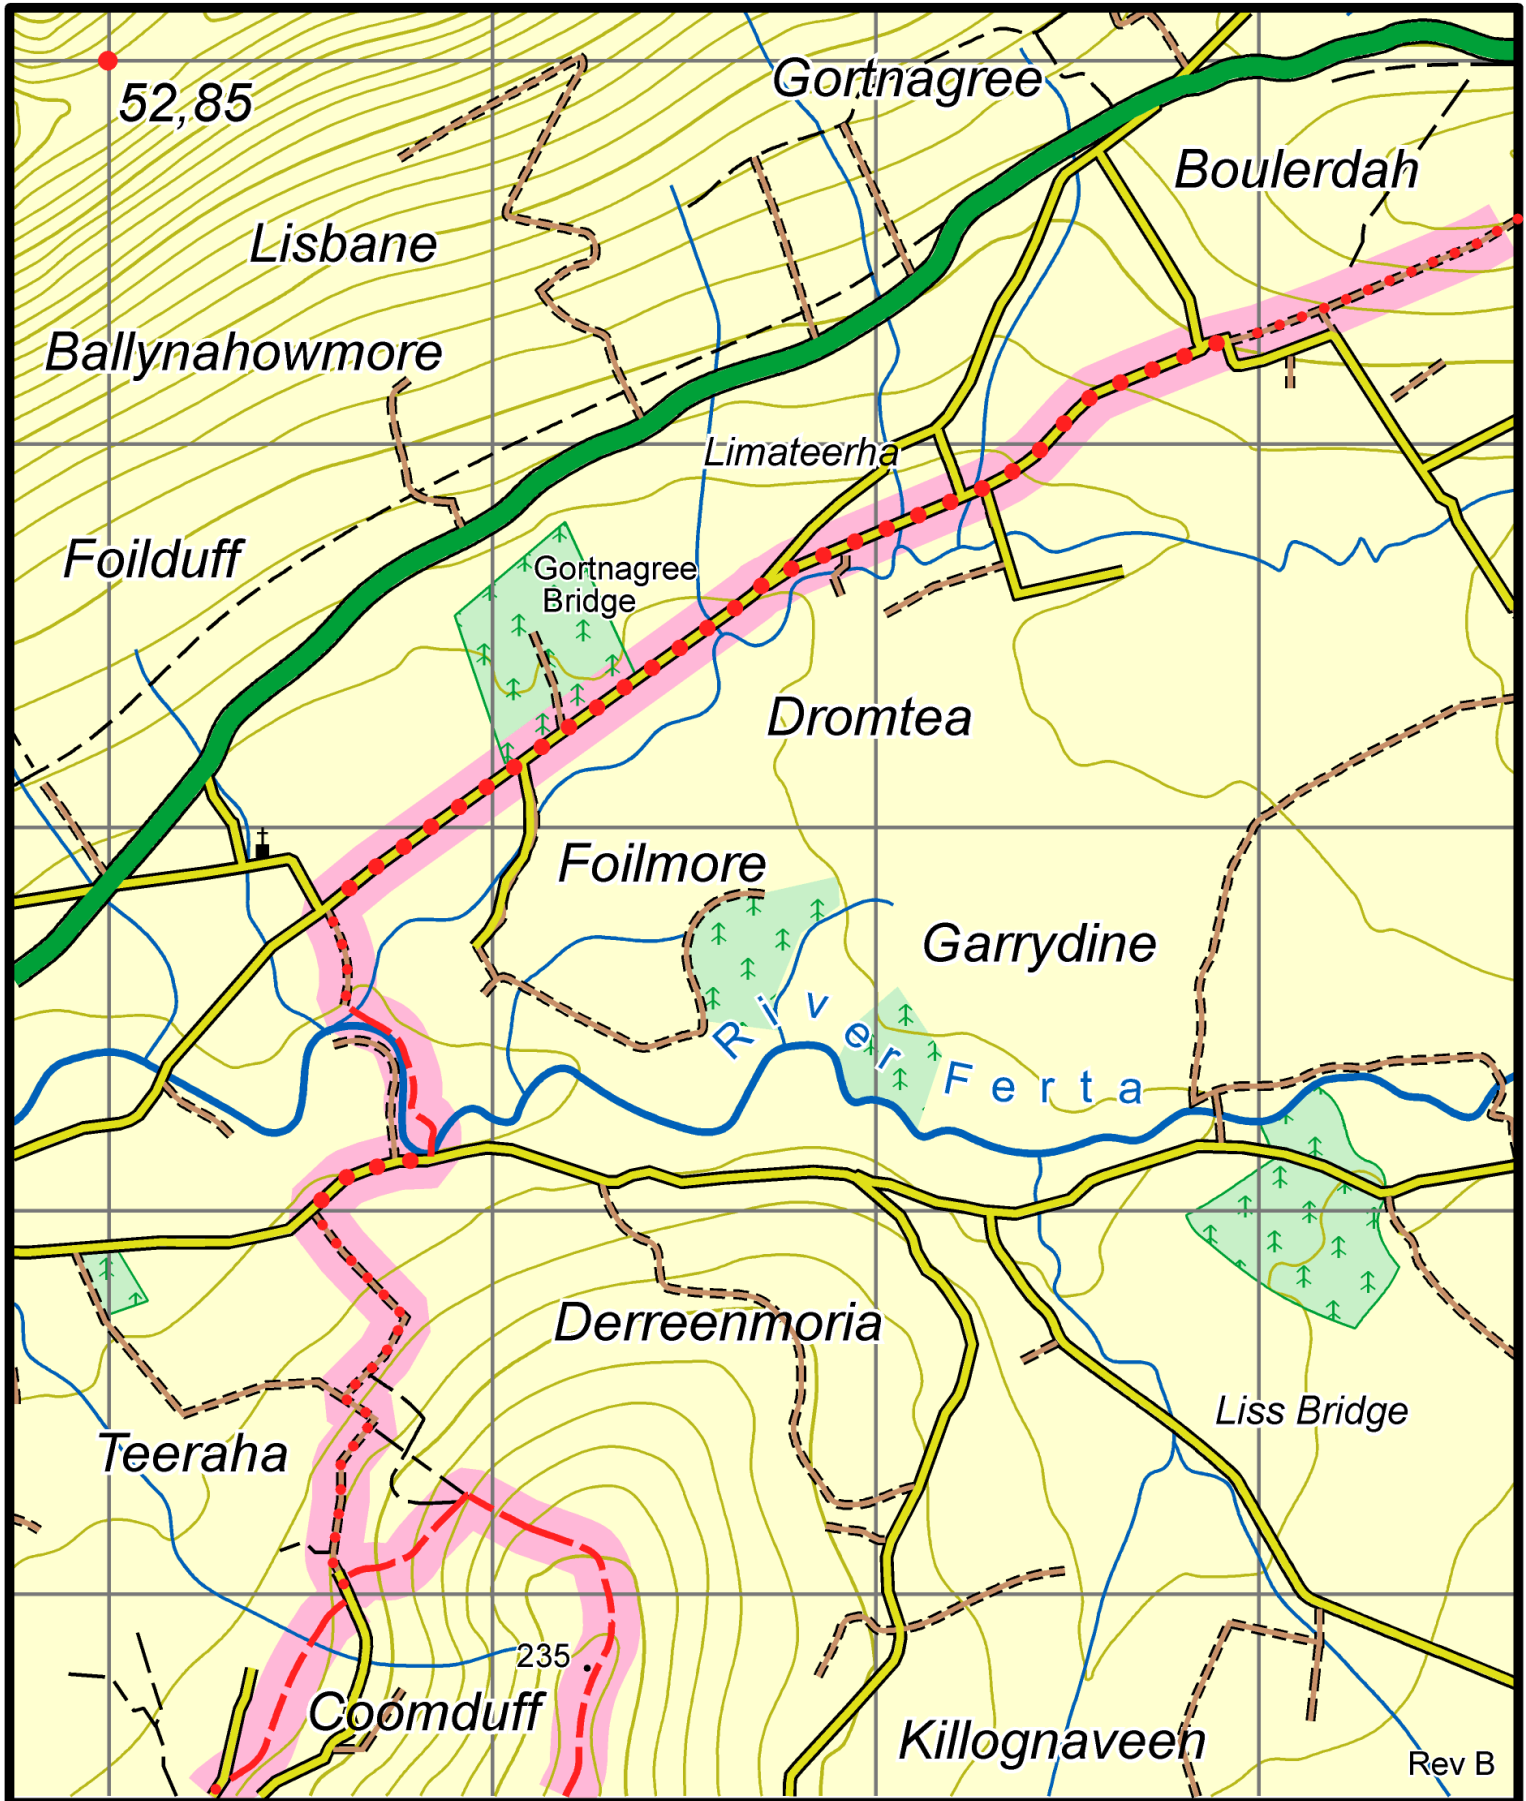 Gortnagree
52,85
Boulerdah
Lisbane
Ballynahowmore
Limateerha
Foilduff
Gortnagree
Bridge
Dromtea
Foilmore
Garrydine
River Ferta
Derreenmoria
Liss Bridge
Teeraha
235
Coomduff
Killognaveen
Rev B